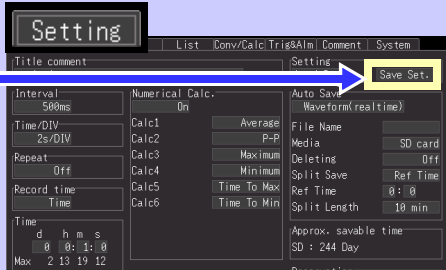 Setting
List Conv/Calc Trig&Alm Comment System
Title comment
Setting
Save Set.
Interval
500ms
Time/DIV
2s/DIV
Repeat
Off
Record time
Time
Time
d h m s
0 0: 1: 0
Max 2 13 19 12
Numerical Calc.
On
Calc1 Average
Calc2 P-P
Calc3 Maximum
Calc4 Minimum
Calc5 Time To Max
Calc6 Time To Min
Auto Save
Waveform(realtime)
File Name
Media SD card
Deleting Off
Split Save Ref Time
Ref Time 0: 0
Split Length 10 min
Approx. savable time
SD : 244 Day